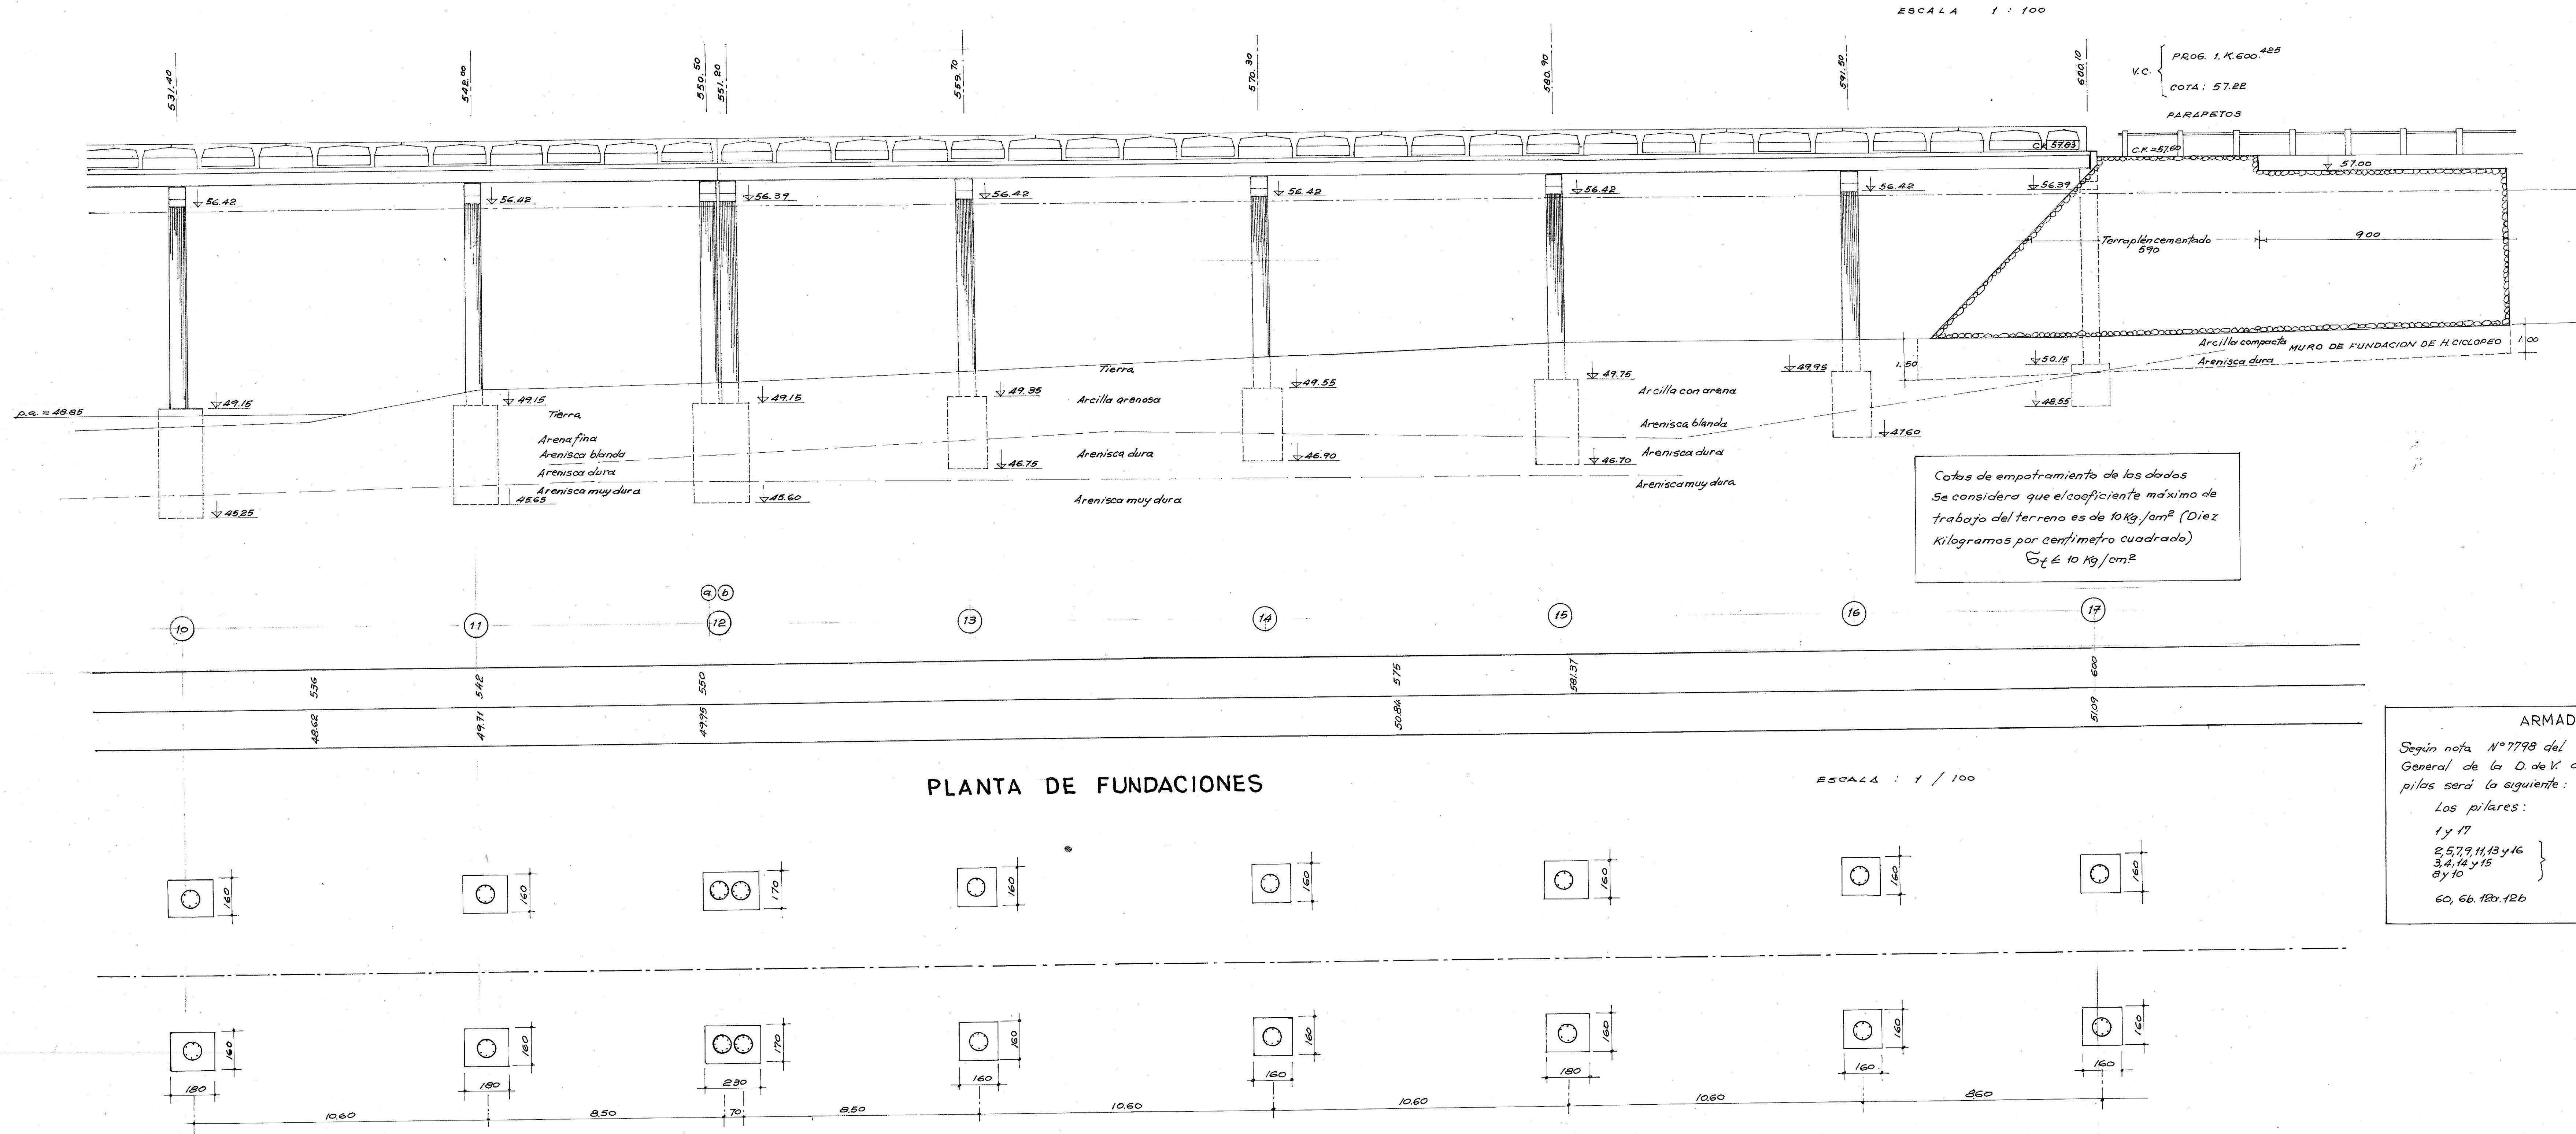 ESCALA 1 : 100
531.40
542.00
550.50
551.20
559.70
570.30
580.90
591.50
600.10
V.C.
PROG. 1.K.600.425
COTA: 57.22
PARAPETOS
C.F. 57.83
C.F. = 57.60
57.00
56.42
56.42
56.39
56.42
56.42
56.42
56.42
56.39
Terraplén cementado
590
900
Arcilla compacta
MURO DE FUNDACION DE H. CICLOPEO
1.00
Arenisca dura
1.50
p.a. = 48.85
49.15
49.15
49.15
49.35
49.55
49.75
49.95
50.15
48.55
Tierra
Arcilla arenosa
Arcilla con arena
Tierra
Arena fina
Arenisca blanda
Arenisca dura
Arenisca muy dura
Arenisca dura
Arenisca muy dura
Arenisca blanda
Arenisca dura
Arenisca muy dura
45.25
45.65
45.60
46.75
46.90
46.70
47.60
Cotas de empotramiento de los dados
Se considera que el coeficiente máximo de
trabajo del terreno es de 10 Kg./cm² (Diez
Kilogramos por centimetro cuadrado)
σt ≤ 10 Kg/cm²
a b
10 11 12 13 14 15 16 17
536 542 550 575 581.37 600
48.62 49.71 49.95 50.84 51.09
ARMAD
Según nota Nº 7798 del
General de la D. de V.
pilas será la siguiente:
Los pilares:
1 y 17
2,5,7,9,11,13 y 16
3,4,14 y 15
8 y 10
60, 6b. 12a. 12b
PLANTA DE FUNDACIONES
ESCALA : 1 / 100
160 160 170 160 160 160 160 160
160 160 170 160 160 160 160 160
180 180 230 160 160 180 160 160
10.60 8.50 70 8.50 10.60 10.60 10.60 860